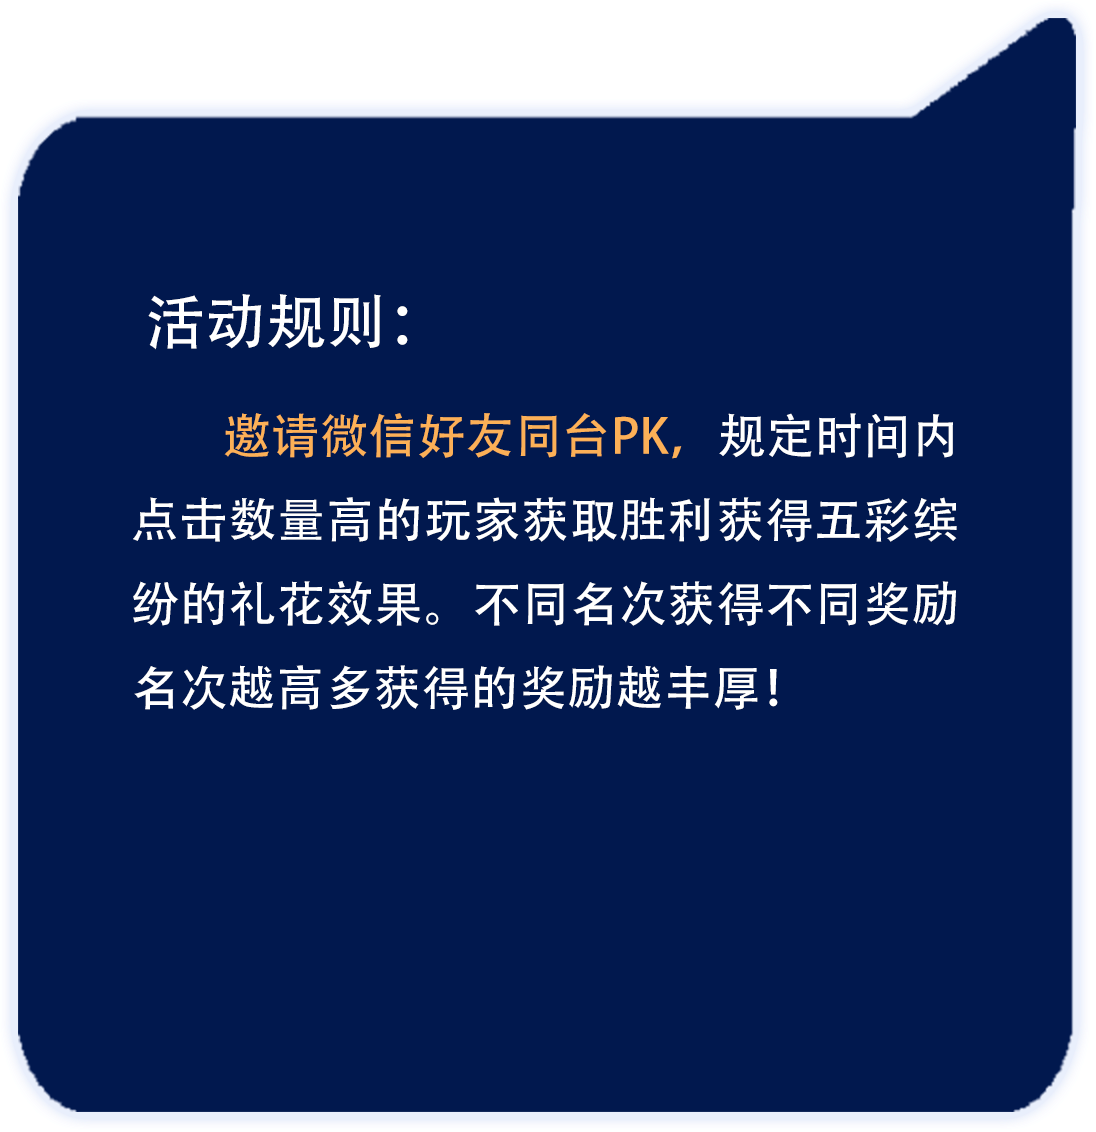 活动规则：
邀请微信好友同台PK，规定时间内
点击数量高的玩家获取胜利获得五彩缤
纷的礼花效果。不同名次获得不同奖励
名次越高多获得的奖励越丰厚！